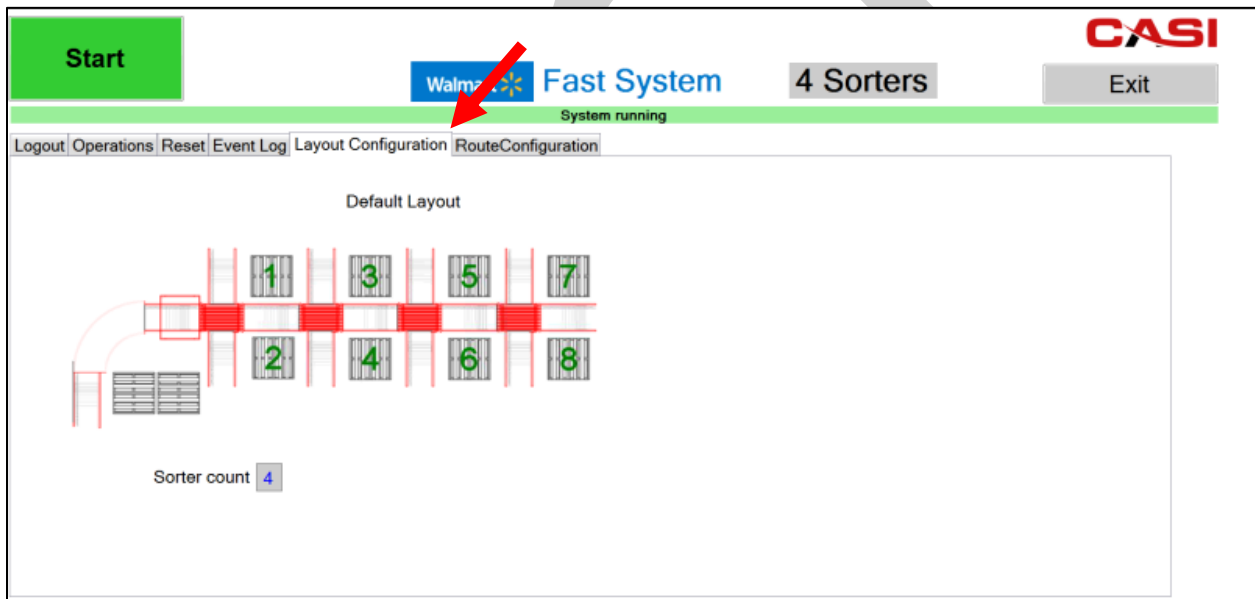 Start
CASI
Walmart Fast System 4 Sorters Exit
System running
Logout Operations Reset Event Log Layout Configuration RouteConfiguration
Default Layout
1 3 5 7
2 4 6 8
Sorter count 4